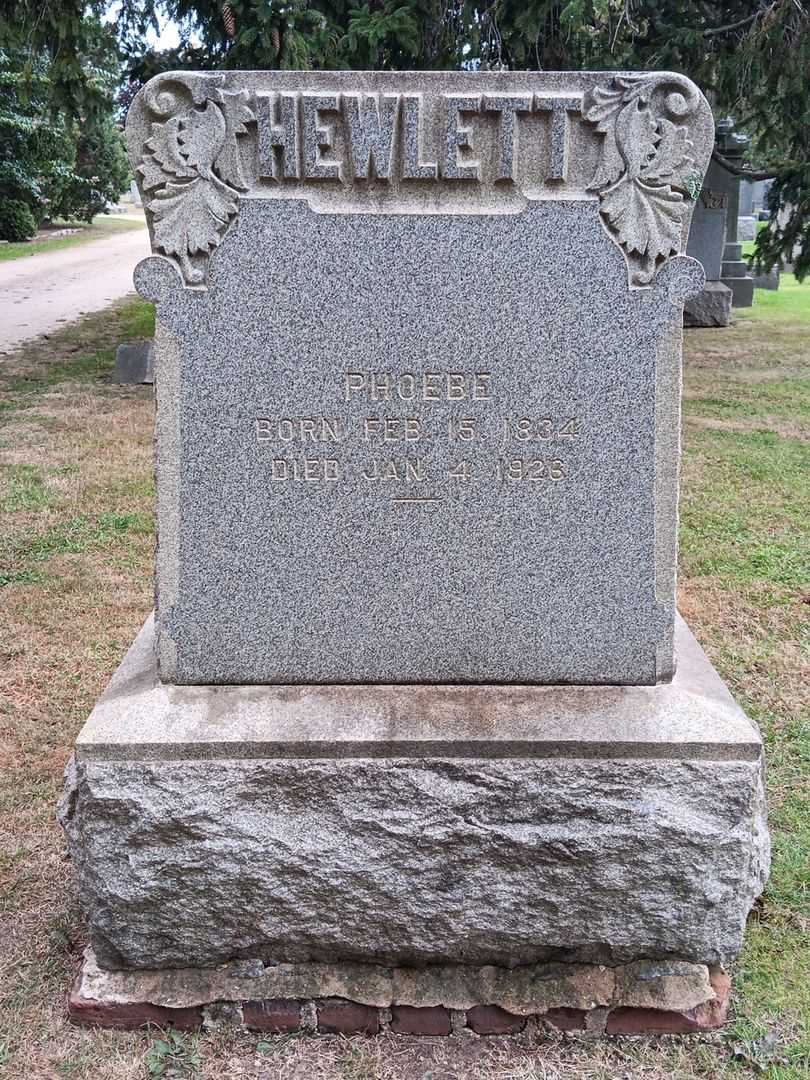 HEWLETT
PHOEBE
BORN FEB. 15. 1834
DIED JAN. 4. 1926